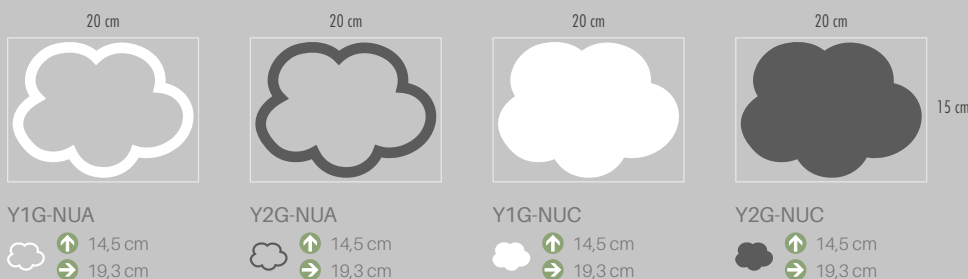 20 cm 20 cm 20 cm 20 cm
15 cm
Y1G-NUA Y2G-NUA Y1G-NUC Y2G-NUC
14,5 cm 14,5 cm 14,5 cm 14,5 cm
19,3 cm 19,3 cm 19,3 cm 19,3 cm